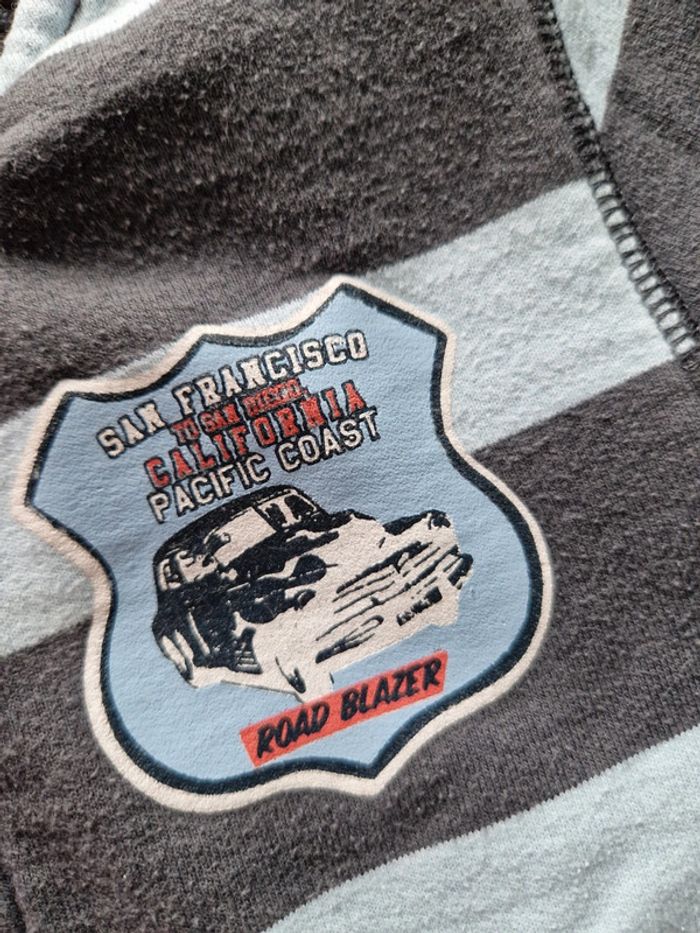 SAN FRANCISCO
TO SAN DIEGO,
CALIFORNIA
PACIFIC COAST
ROAD BLAZER